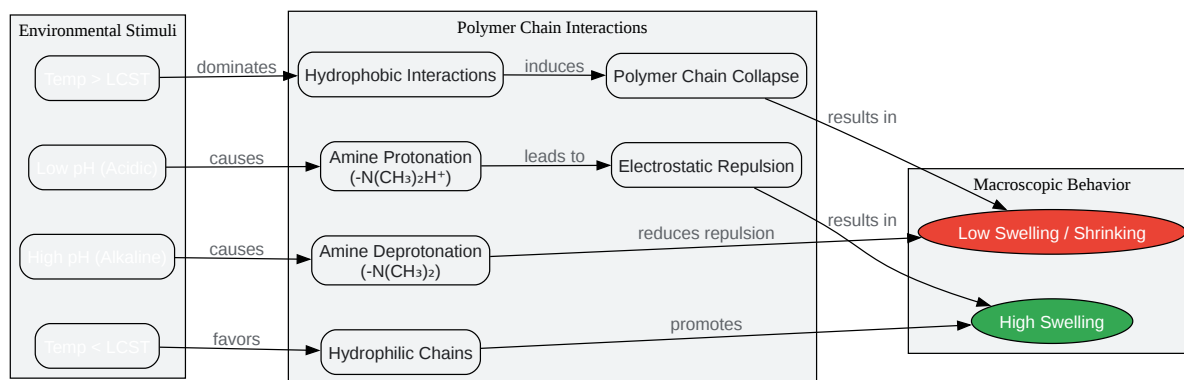 Environmental Stimuli
Polymer Chain Interactions
Temp > LCST
dominates
Hydrophobic Interactions
induces
Polymer Chain Collapse
results in
Low pH (Acidic)
causes
Amine Protonation
(-N(CH₃)₂H⁺)
leads to
Electrostatic Repulsion
results in
Macroscopic Behavior
High pH (Alkaline)
causes
Amine Deprotonation
(-N(CH₃)₂)
reduces repulsion
Low Swelling / Shrinking
Temp < LCST
favors
Hydrophilic Chains
promotes
High Swelling